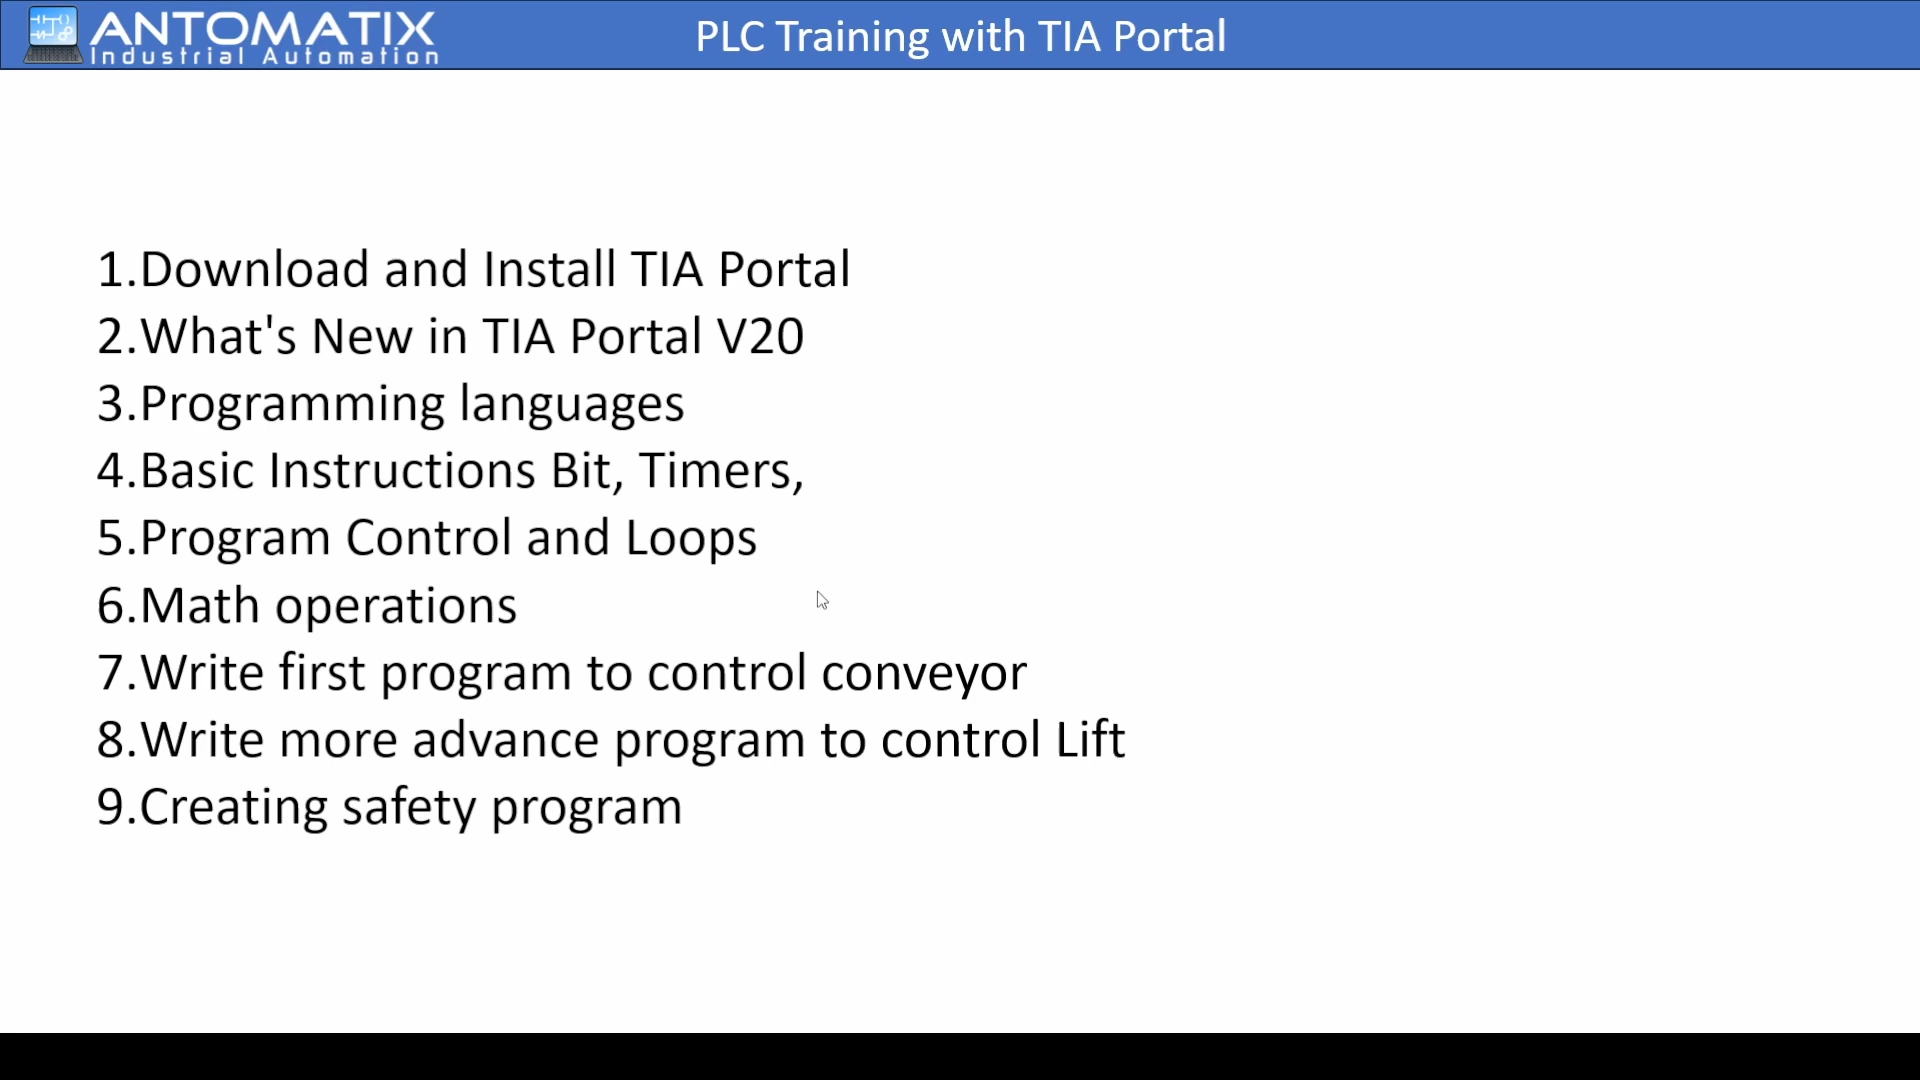 ANTOMATIX
Industrial Automation
PLC Training with TIA Portal
1.Download and Install TIA Portal
2.What's New in TIA Portal V20
3.Programming languages
4.Basic Instructions Bit, Timers,
5.Program Control and Loops
6.Math operations
7.Write first program to control conveyor
8.Write more advance program to control Lift
9.Creating safety program